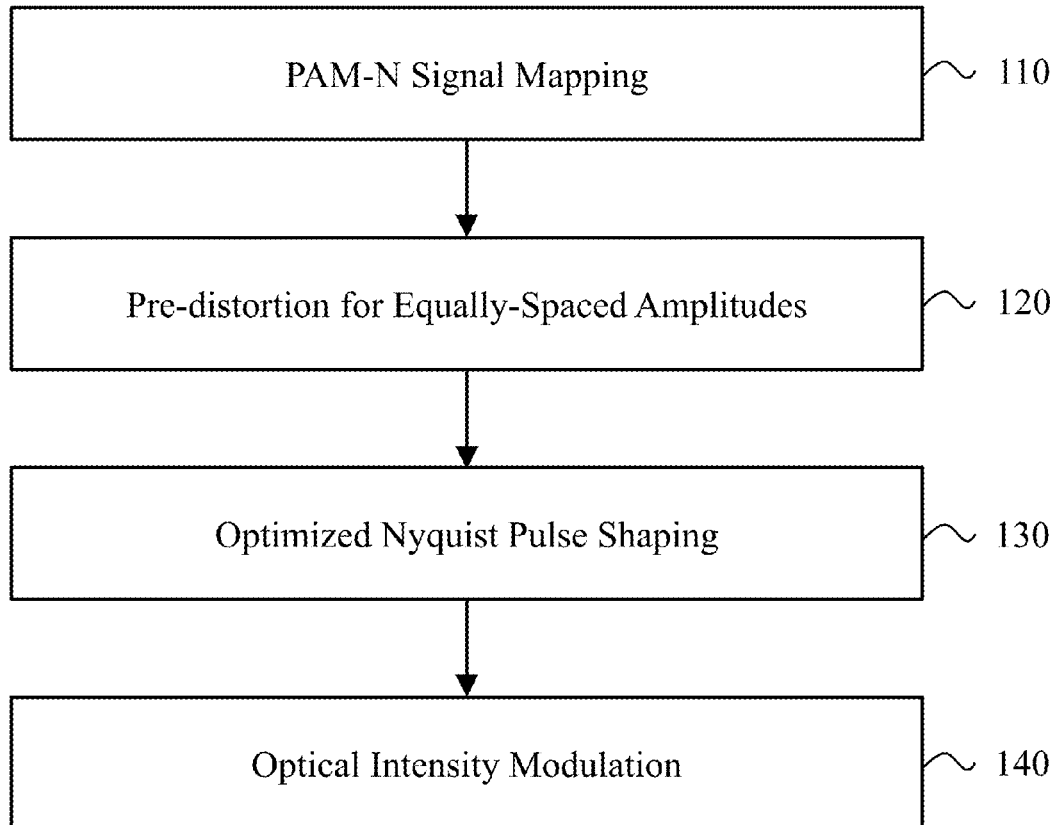 PAM-N Signal Mapping
110
Pre-distortion for Equally-Spaced Amplitudes
120
Optimized Nyquist Pulse Shaping
130
Optical Intensity Modulation
140